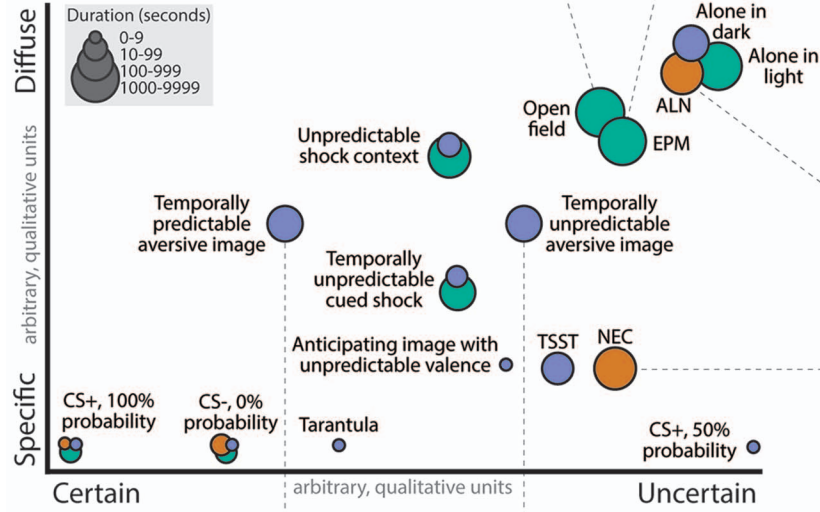 Duration (seconds)
0-9
10-99
100-999
1000-9999
Diffuse
arbitrary, qualitative units
Specific
Alone in
dark
Alone in
light
ALN
Open
field
EPM
Unpredictable
shock context
Temporally
predictable
aversive image
Temporally
unpredictable
aversive image
Temporally
unpredictable
cued shock
Anticipating image with
unpredictable valence
TSST
NEC
CS+, 100%
probability
CS-, 0%
probability
Tarantula
CS+, 50%
probability
Certain
arbitrary, qualitative units
Uncertain